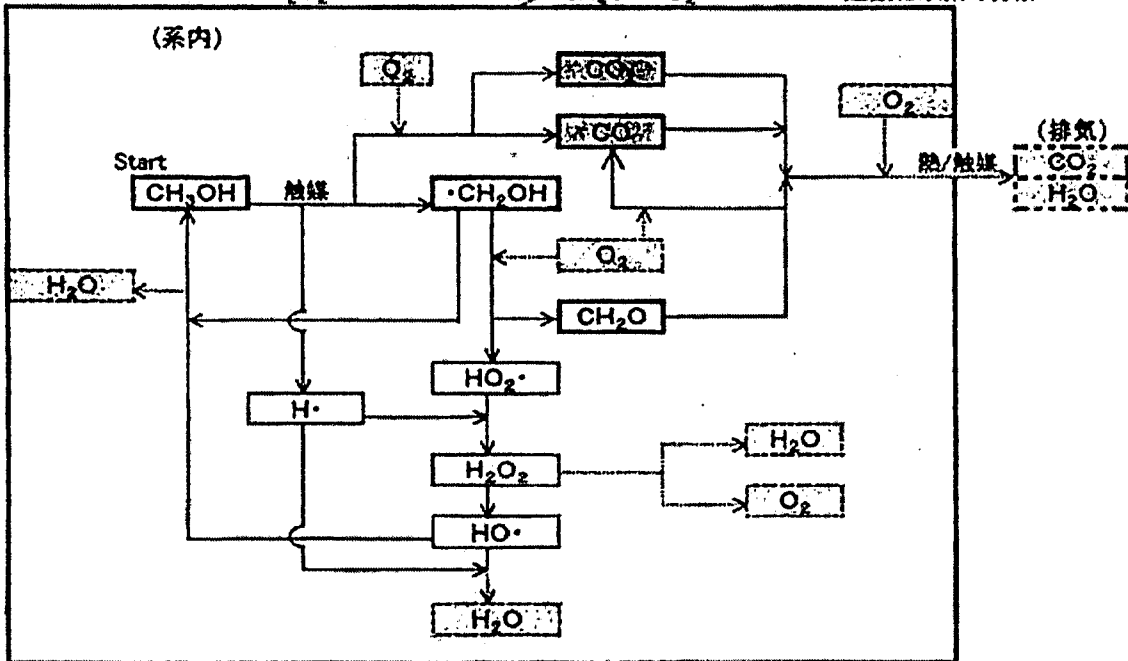 (系内)
O₂
CO₂
O₂
(排気)
Start
CO₂
CH₃OH
触媒
・CH₂OH
熱/触媒
H₂O
O₂
H₂O
CH₂O
HO₂・
H・
H₂O
H₂O₂
O₂
HO・
H₂O